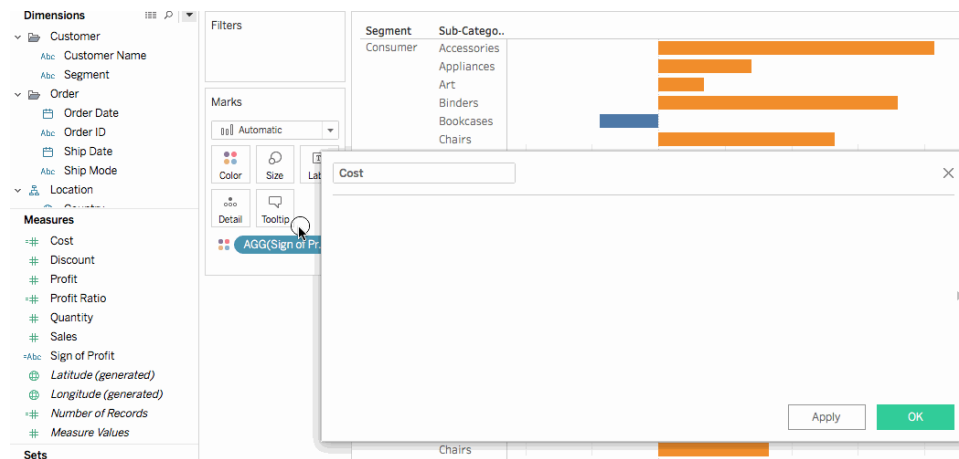 Dimensions
Customer
Abc Customer Name
Abc Segment
Order
Order Date
Abc Order ID
Ship Date
Abc Ship Mode
Location
Measures
=# Cost
# Discount
# Profit
=# Profit Ratio
# Quantity
# Sales
=Abc Sign of Profit
Latitude (generated)
Longitude (generated)
=# Number of Records
# Measure Values
Sets
Filters
Marks
Automatic
Color Size Lab
Detail Tooltip
AGG(Sign of Pr..
Segment Sub-Catego..
Consumer Accessories
Appliances
Art
Binders
Bookcases
Chairs
Cost
Apply OK
Chairs